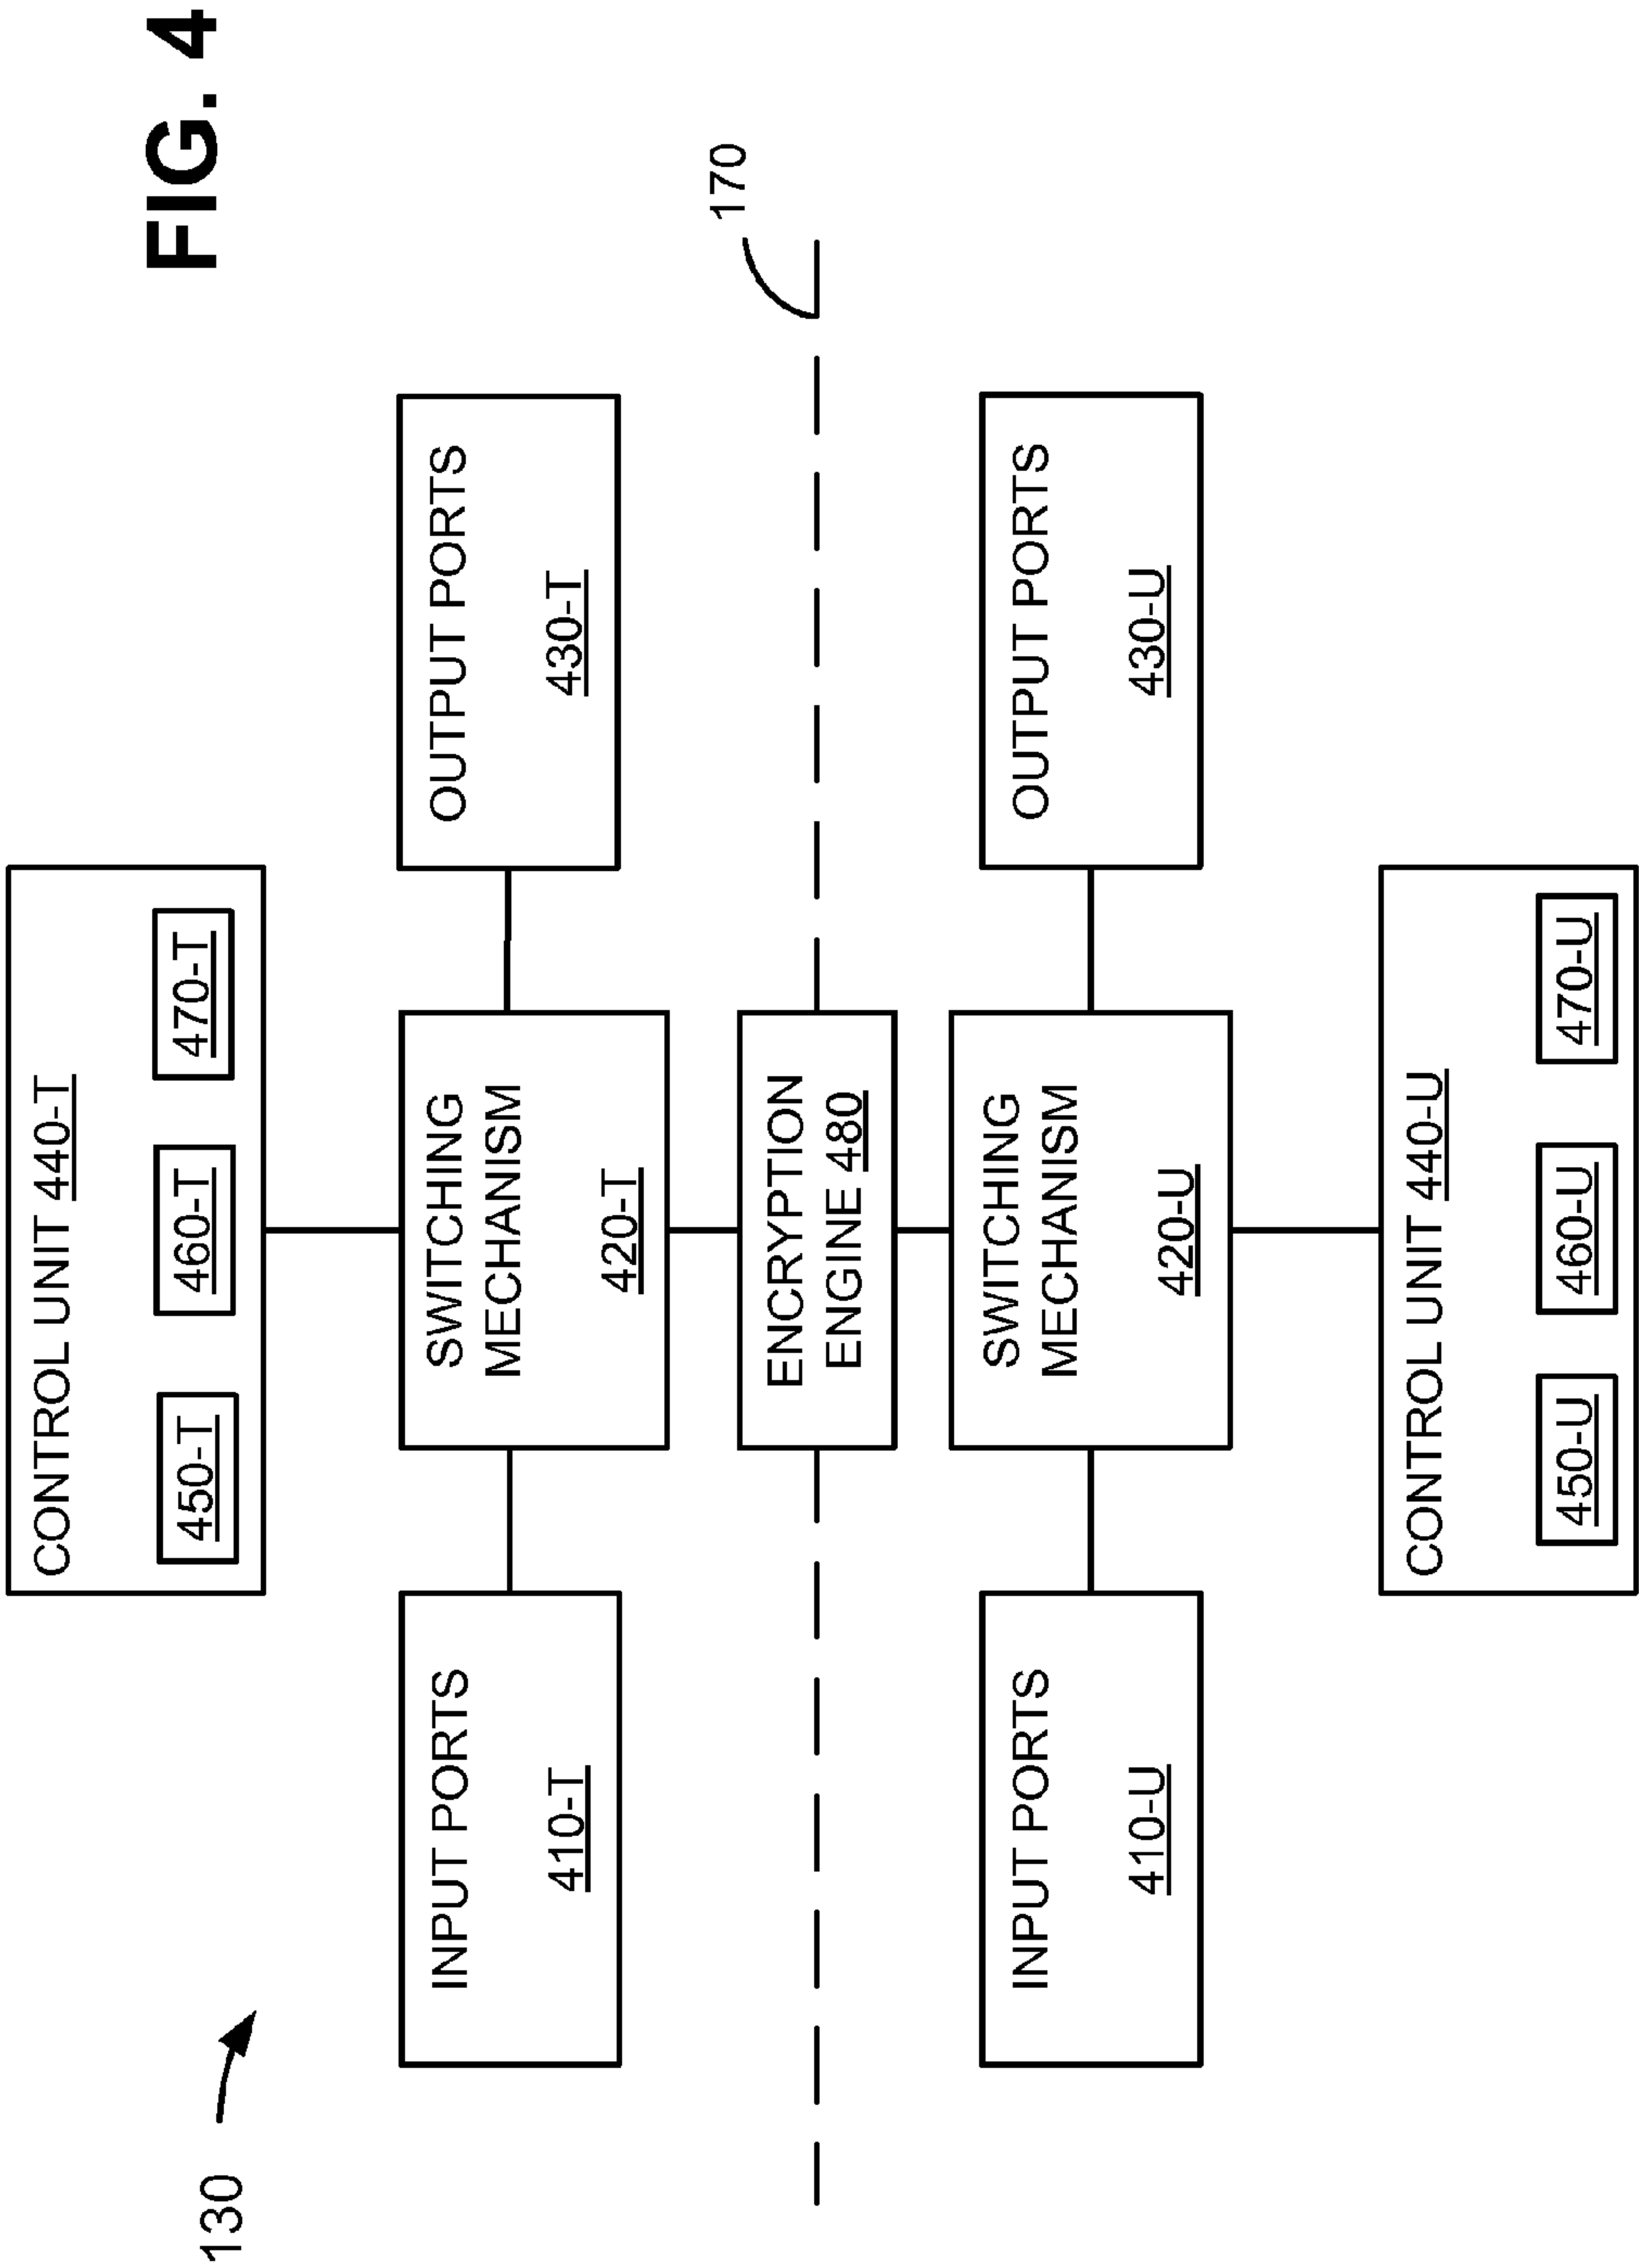 FIG. 4
130
170
CONTROL UNIT 440-T
450-T
460-T
470-T
INPUT PORTS
410-T
SWITCHING
MECHANISM
420-T
OUTPUT PORTS
430-T
ENCRYPTION
ENGINE 480
INPUT PORTS
410-U
SWITCHING
MECHANISM
420-U
OUTPUT PORTS
430-U
CONTROL UNIT 440-U
450-U
460-U
470-U